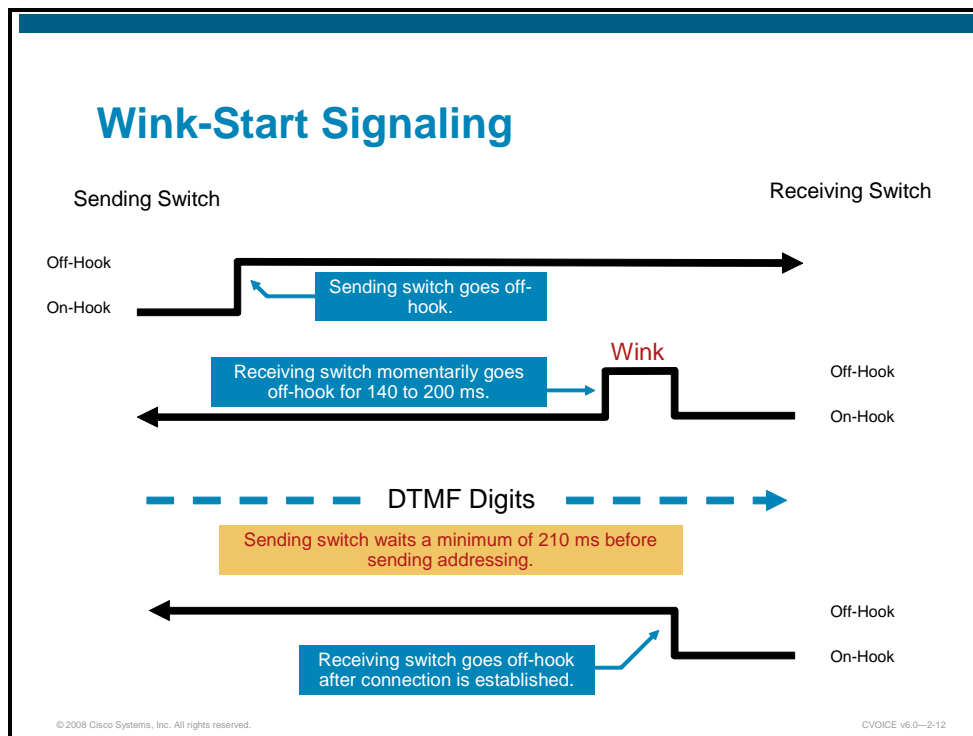 Wink-Start Signaling
Sending Switch
Receiving Switch
Off-Hook
On-Hook
Sending switch goes off-
hook.
Wink
Receiving switch momentarily goes
off-hook for 140 to 200 ms.
Off-Hook
On-Hook
DTMF Digits
Sending switch waits a minimum of 210 ms before
sending addressing.
Off-Hook
On-Hook
Receiving switch goes off-hook
after connection is established.
© 2008 Cisco Systems, Inc. All rights reserved.
CVOICE v6.0—2-12